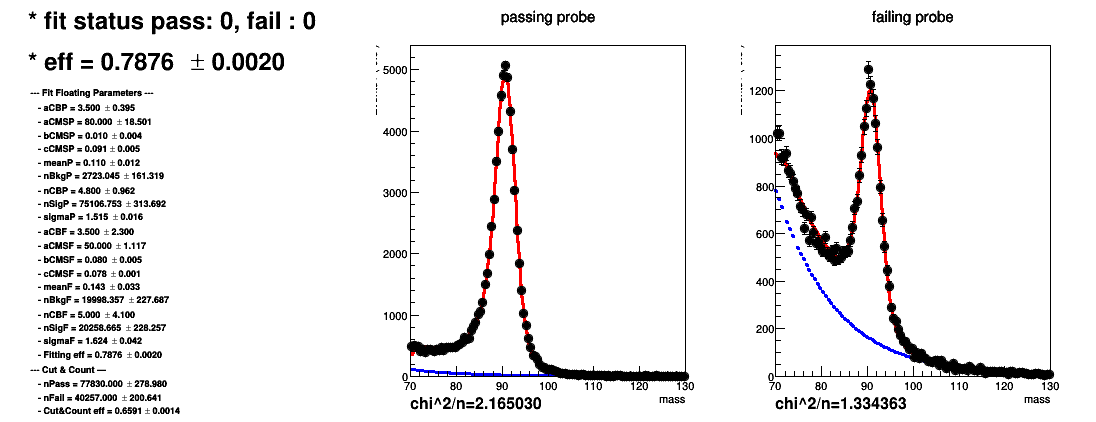 * fit status pass: 0, fail : 0
* eff = 0.7876 ± 0.0020
--- Fit Floating Parameters ---
- aCBP = 3.500 ± 0.395
- aCMSP = 80.000 ± 18.501
- bCMSP = 0.010 ± 0.004
- cCMSP = 0.091 ± 0.005
- meanP = 0.110 ± 0.012
- nBkgP = 2723.045 ± 161.319
- nCBP = 4.800 ± 0.962
- nSigP = 75106.753 ± 313.692
- sigmaP = 1.515 ± 0.016
- aCBF = 3.500 ± 2.300
- aCMSF = 50.000 ± 1.117
- bCMSF = 0.080 ± 0.005
- cCMSF = 0.078 ± 0.001
- meanF = 0.143 ± 0.033
- nBkgF = 19998.357 ± 227.687
- nCBF = 5.000 ± 4.100
- nSigF = 20258.665 ± 228.257
- sigmaF = 1.624 ± 0.042
- Fitting eff = 0.7876 ± 0.0020
--- Cut & Count ---
- nPass = 77830.000 ± 278.980
- nFail = 40257.000 ± 200.641
- Cut&Count eff = 0.6591 ± 0.0014
passing probe
5000
4000
3000
2000
1000
0
70 80 90 100 110 120 130
mass
chi^2/n=2.165030
failing probe
1200
1000
800
600
400
200
0
70 80 90 100 110 120 130
mass
chi^2/n=1.334363